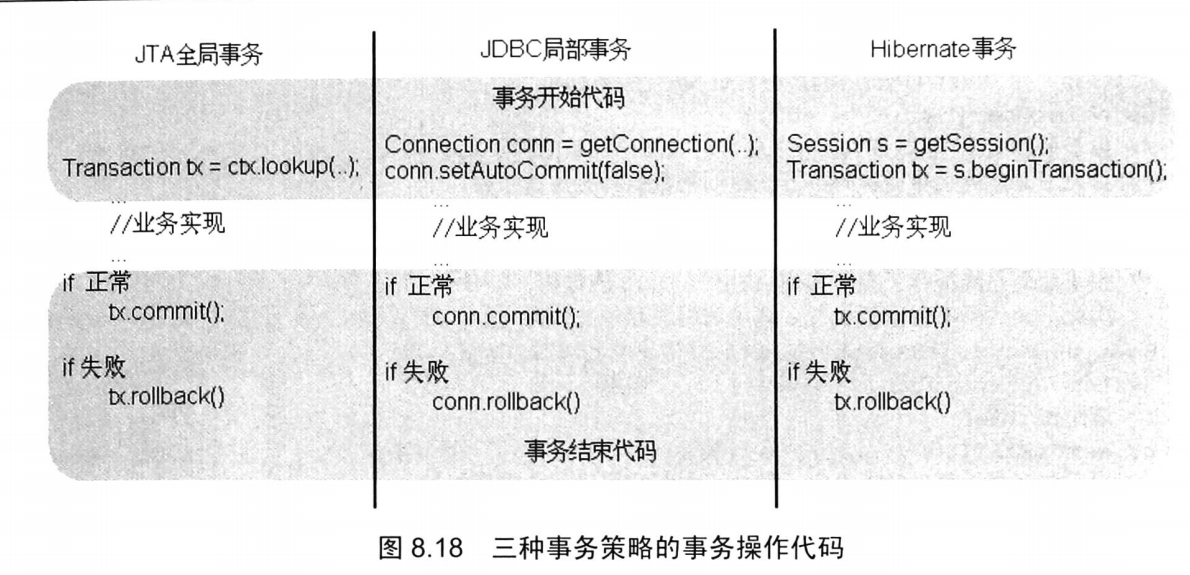 JTA全局事务
JDBC局部事务
Hibernate事务
事务开始代码
Transaction tx = ctx.lookup(..);
Connection conn = getConnection(..);
conn.setAutoCommit(false);
Session s = getSession();
Transaction tx = s.beginTransaction();
...
//业务实现
...
...
//业务实现
...
...
//业务实现
...
if 正常
tx.commit();
if 失败
tx.rollback()
if 正常
conn.commit();
if 失败
conn.rollback()
if 正常
tx.commit();
if 失败
tx.rollback()
事务结束代码
图 8.18 三种事务策略的事务操作代码